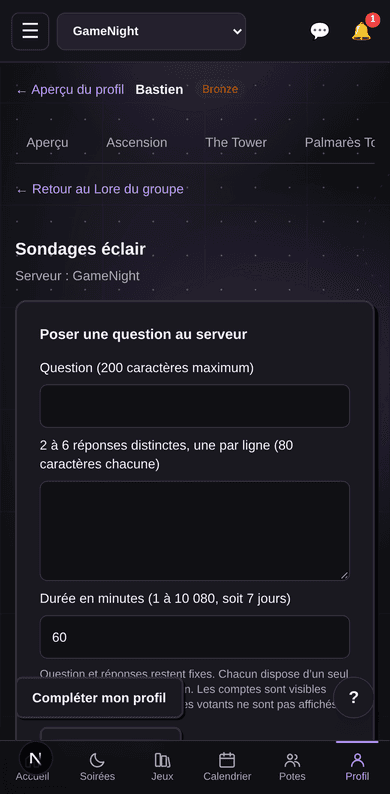 GameNight
1
← Aperçu du profil Bastien Bronze
Aperçu Ascension The Tower Palmarès To
← Retour au Lore du groupe
Sondages éclair
Serveur : GameNight
Poser une question au serveur
Question (200 caractères maximum)
2 à 6 réponses distinctes, une par ligne (80
caractères chacune)
Durée en minutes (1 à 10 080, soit 7 jours)
60
Question et réponses restent fixes. Chacun dispose d'un seul
n. Les comptes sont visibles
es votants ne sont pas affichés.
Compléter mon profil
?
N
Accueil Soirées Jeux Calendrier Potes Profil